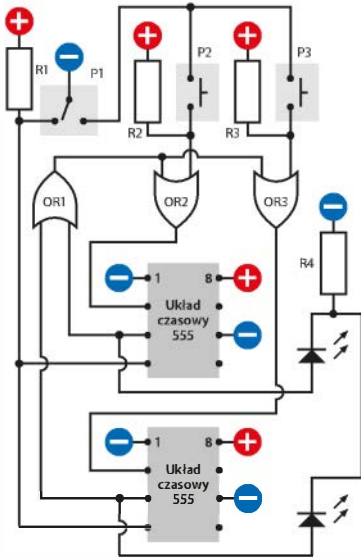 R1
P1
P2
P3
R2
R3
OR1
OR2
OR3
R4
1
8
Układ
czasowy
555
1
8
Układ
czasowy
555